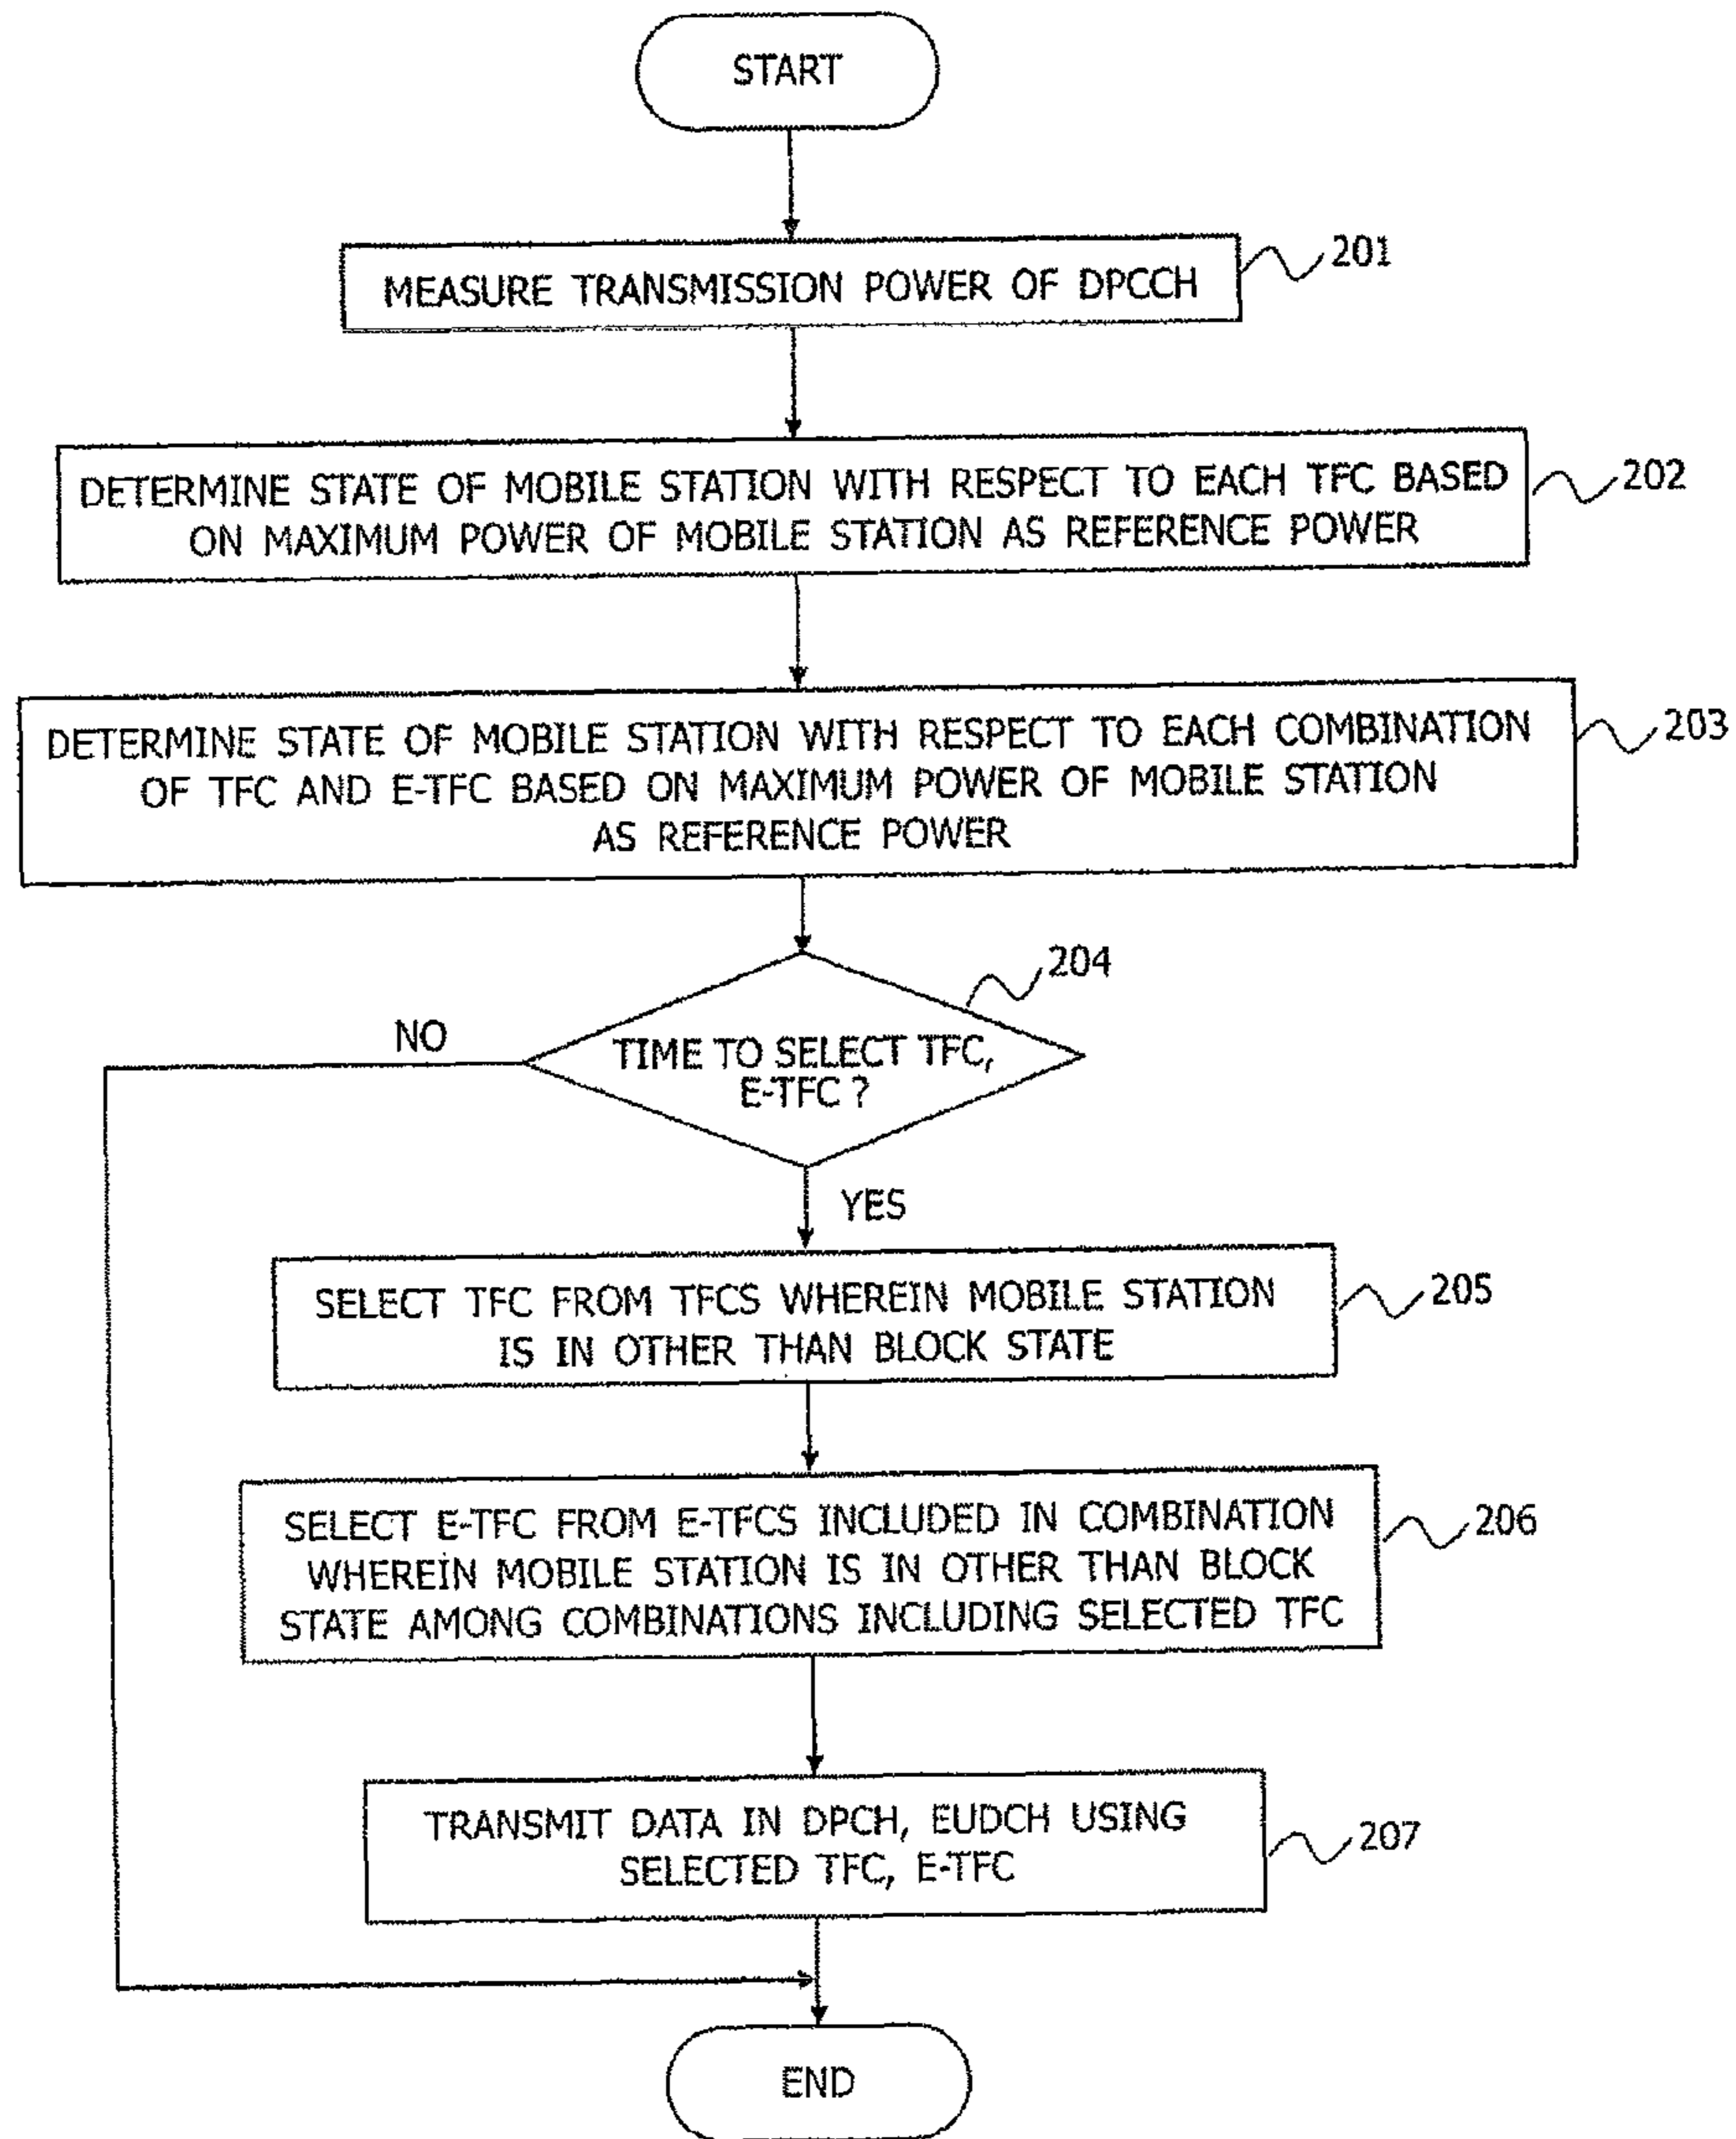 START
MEASURE TRANSMISSION POWER OF DPCCH
201
DETERMINE STATE OF MOBILE STATION WITH RESPECT TO EACH TFC BASED
ON MAXIMUM POWER OF MOBILE STATION AS REFERENCE POWER
202
DETERMINE STATE OF MOBILE STATION WITH RESPECT TO EACH COMBINATION
OF TFC AND E-TFC BASED ON MAXIMUM POWER OF MOBILE STATION
AS REFERENCE POWER
203
204
NO
TIME TO SELECT TFC,
E-TFC ?
YES
SELECT TFC FROM TFCS WHEREIN MOBILE STATION
IS IN OTHER THAN BLOCK STATE
205
SELECT E-TFC FROM E-TFCS INCLUDED IN COMBINATION
WHEREIN MOBILE STATION IS IN OTHER THAN BLOCK
STATE AMONG COMBINATIONS INCLUDING SELECTED TFC
206
TRANSMIT DATA IN DPCH, EUDCH USING
SELECTED TFC, E-TFC
207
END